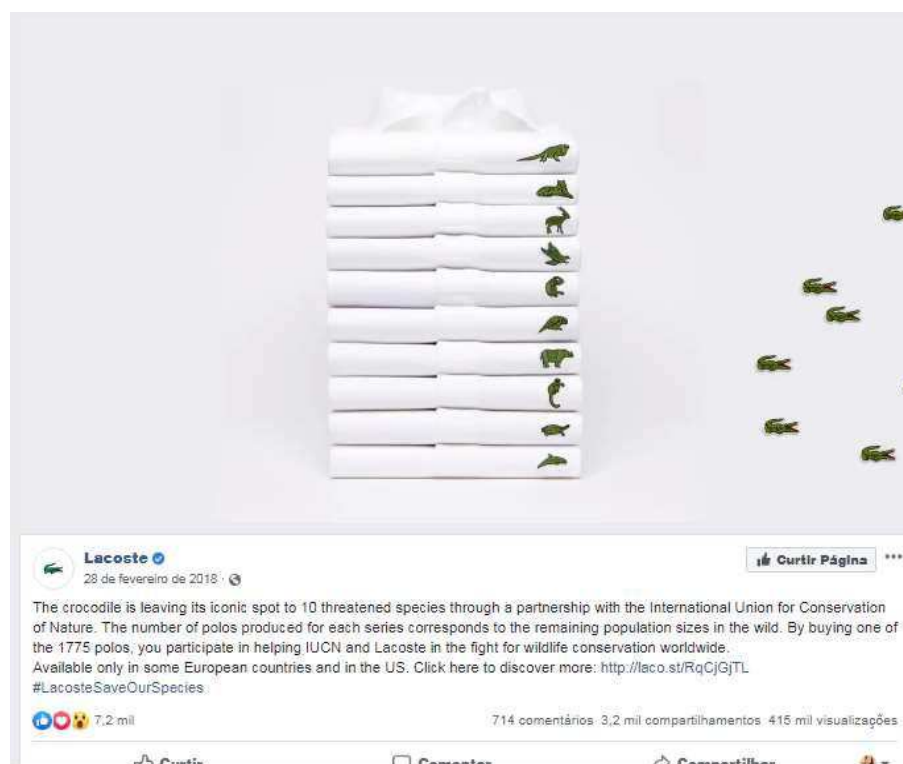 Lacoste
28 de fevereiro de 2018 ·
Curtir Página
The crocodile is leaving its iconic spot to 10 threatened species through a partnership with the International Union for Conservation
of Nature. The number of polos produced for each series corresponds to the remaining population sizes in the wild. By buying one of
the 1775 polos, you participate in helping IUCN and Lacoste in the fight for wildlife conservation worldwide.
Available only in some European countries and in the US. Click here to discover more: http://laco.st/RqCjGjTL
#LacosteSaveOurSpecies
7,2 mil
714 comentários 3,2 mil compartilhamentos 415 mil visualizações
Curtir Comentar Compartilhar